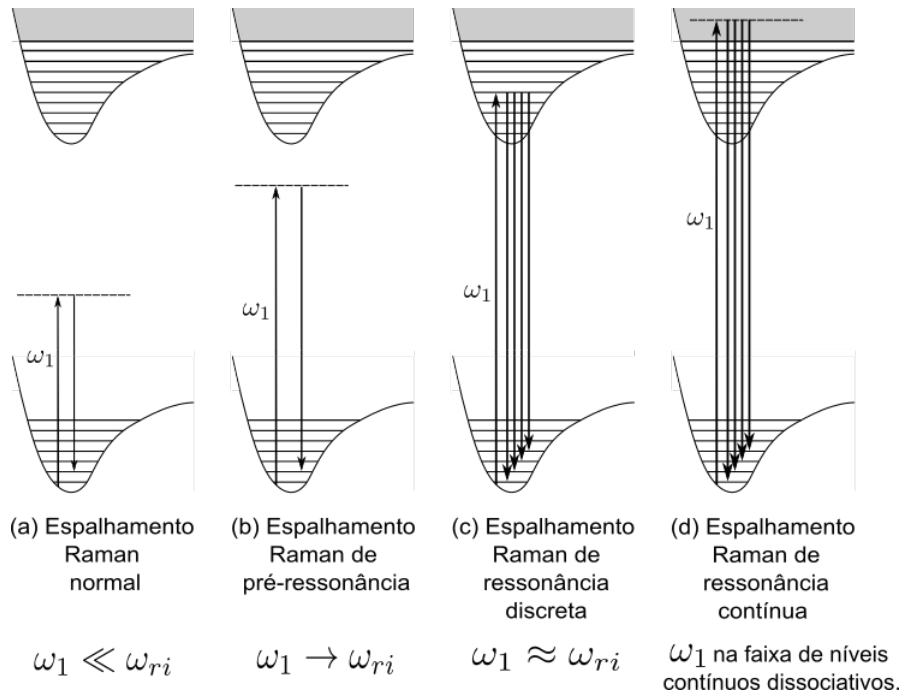 ω₁
ω₁
ω₁
ω₁
(a) Espalhamento
Raman
normal
ω₁ ≪ ωᵣᵢ
(b) Espalhamento
Raman de
pré-ressonância
ω₁ → ωᵣᵢ
(c) Espalhamento
Raman de
ressonância
discreta
ω₁ ≈ ωᵣᵢ
(d) Espalhamento
Raman de
ressonância
contínua
ω₁ na faixa de níveis
contínuos dissociativos.